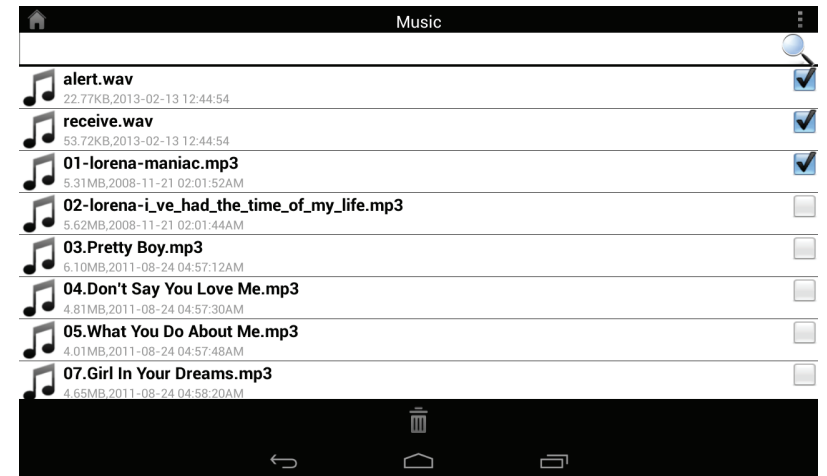 Music
alert.wav
22.77KB,2013-02-13 12:44:54
receive.wav
53.72KB,2013-02-13 12:44:54
01-lorena-maniac.mp3
5.31MB,2008-11-21 02:01:52AM
02-lorena-i_ve_had_the_time_of_my_life.mp3
5.62MB,2008-11-21 02:01:44AM
03.Pretty Boy.mp3
6.10MB,2011-08-24 04:57:12AM
04.Don't Say You Love Me.mp3
4.81MB,2011-08-24 04:57:30AM
05.What You Do About Me.mp3
4.01MB,2011-08-24 04:57:48AM
07.Girl In Your Dreams.mp3
4.65MB,2011-08-24 04:58:20AM